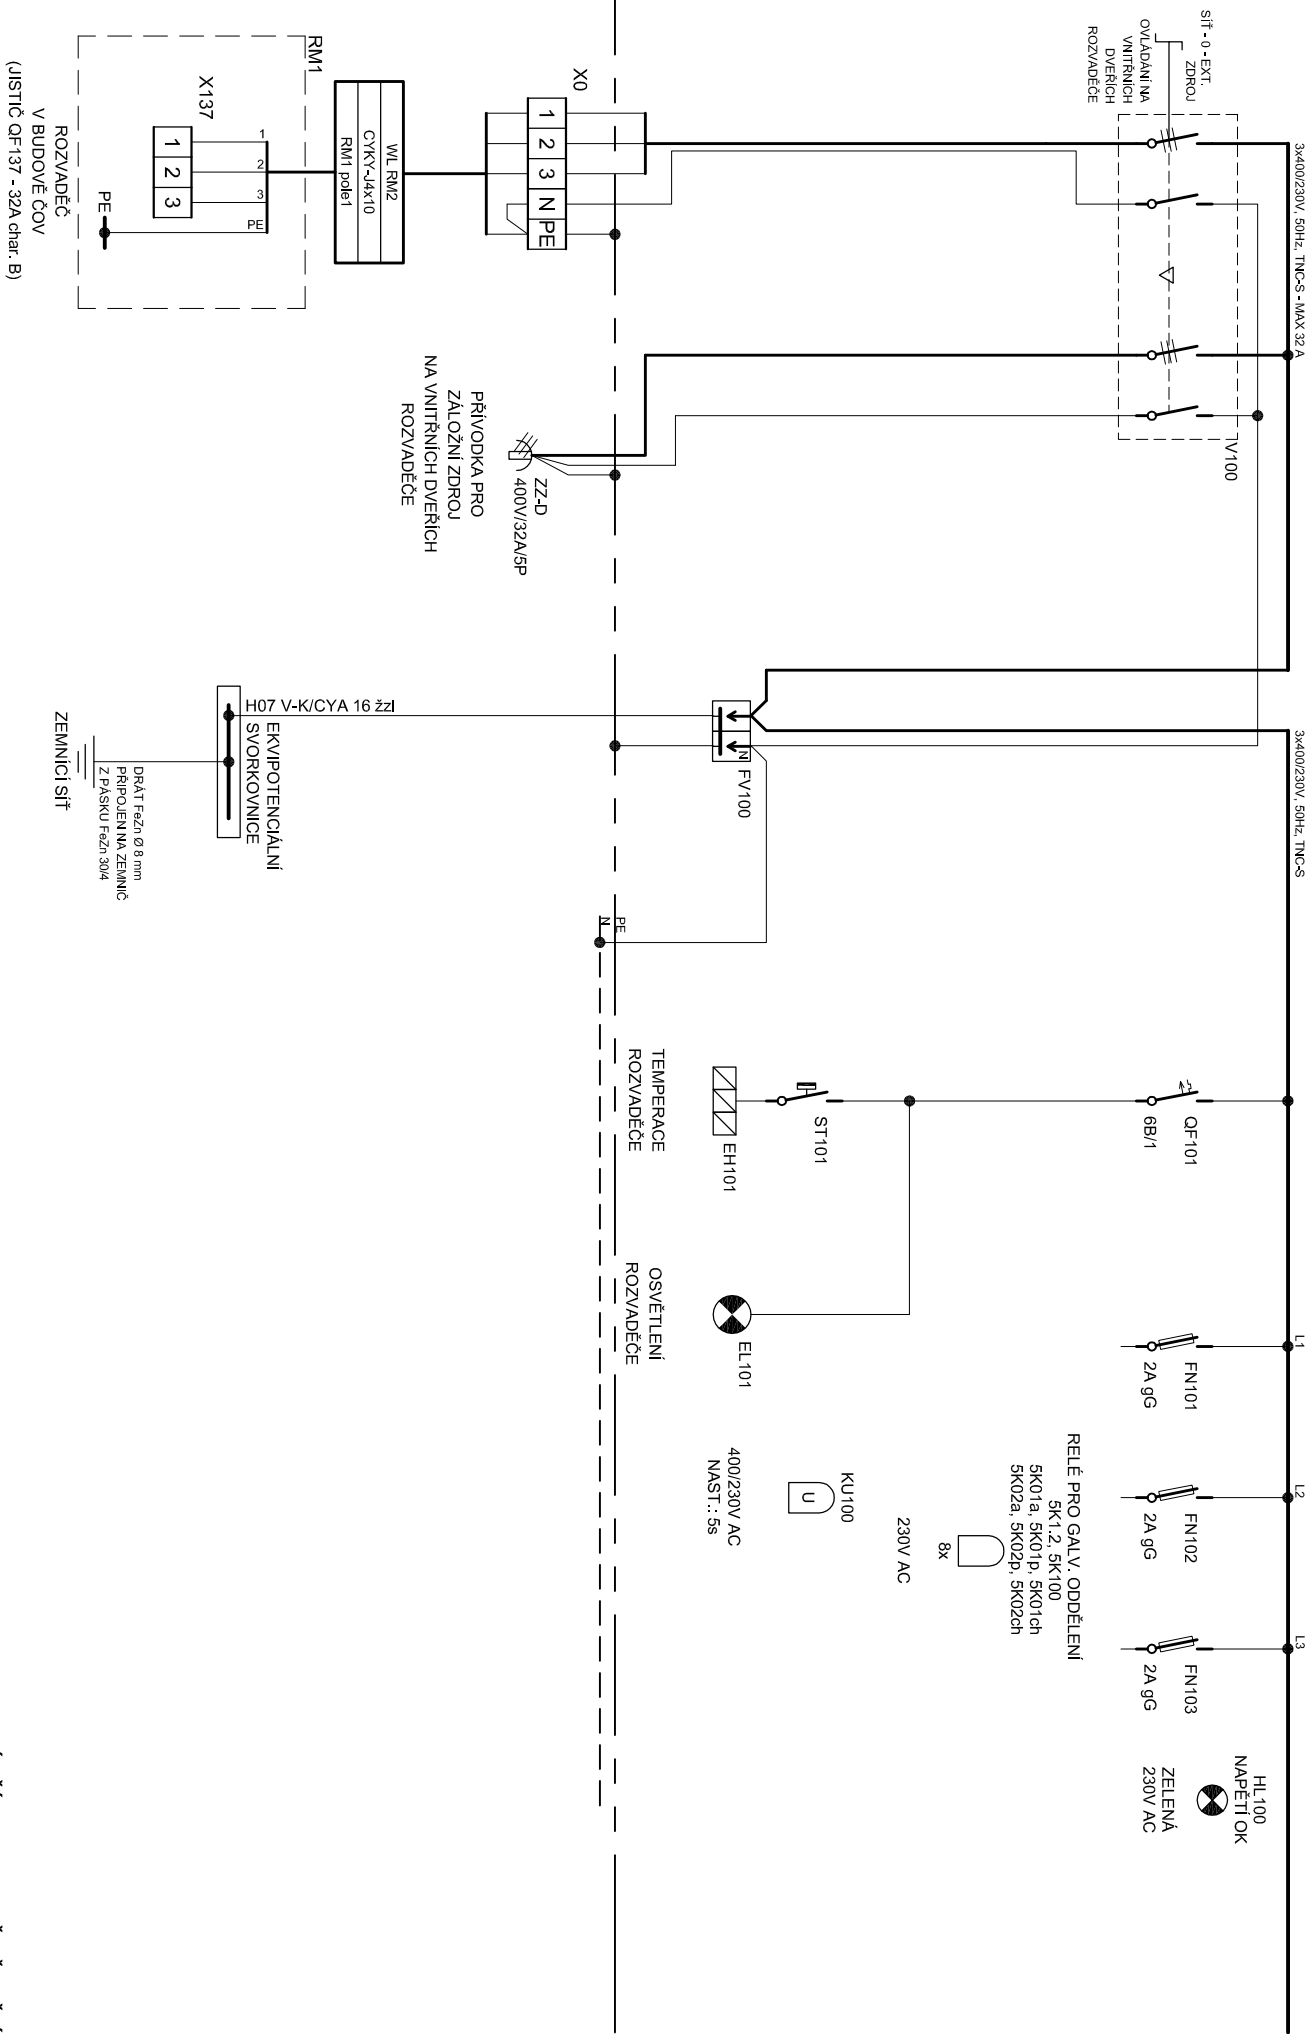 3x400/230V, 50Hz, TNC-S - MAX 32 A
3x400/230V, 50Hz, TNC-S
L1
L2
L3
SÍŤ - 0 - EXT.
ZDROJ
OVLÁDÁNÍ NA
VNITŘNÍCH
DVEŘÍCH
ROZVADĚČE
V100
QF101
6B/1
FN101
2A gG
FN102
2A gG
FN103
2A gG
HL100
NAPĚTÍ OK
ZELENÁ
230V AC
RELÉ PRO GALV. ODDĚLENÍ
5K1.2, 5K100
5K01a, 5K01p, 5K01ch
5K02a, 5K02p, 5K02ch
8x
230V AC
KU100
U
400/230V AC
NAST.: 5s
ST101
EH101
EL101
N
FV100
TEMPERACE
ROZVADĚČE
OSVĚTLENÍ
ROZVADĚČE
PE
N
X0
1
2
3
N
PE
ZZ-D
400V/32A/5P
PŘÍVODKA PRO
ZÁLOŽNÍ ZDROJ
NA VNITŘNÍCH DVEŘÍCH
ROZVADĚČE
WL RM2
CYKY-J4x10
RM1 pole1
H07 V-K/CYA 16 žzl
EKVIPOTENCIÁLNÍ
SVORKOVNICE
RM1
X137
1
2
3
PE
1
2
3
PE
DRÁT FeZn Ø 8 mm
PŘIPOJEN NA ZEMNIČ
Z PÁSKU FeZn 30/4
ZEMNÍCÍ SÍŤ
ROZVADĚČ
V BUDOVĚ ČOV
(JISTIČ QF137 - 32A char. B)